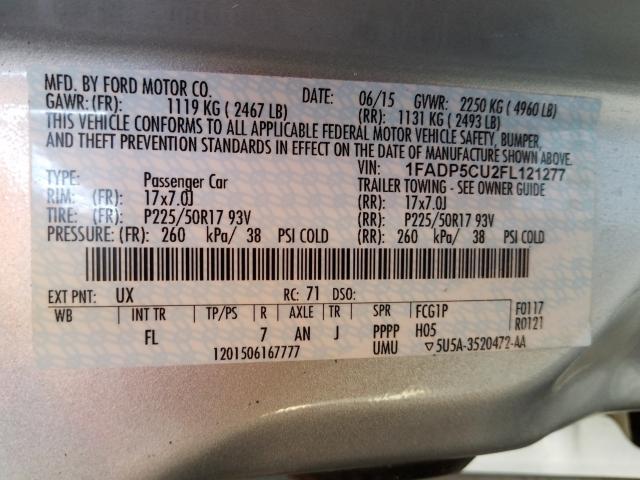 MFD. BY FORD MOTOR CO. DATE: 06/15 GVWR: 2250 KG ( 4960 LB)
GAWR: (FR): 1119 KG ( 2467 LB) (RR): 1131 KG ( 2493 LB)
THIS VEHICLE CONFORMS TO ALL APPLICABLE FEDERAL MOTOR VEHICLE SAFETY, BUMPER,
AND THEFT PREVENTION STANDARDS IN EFFECT ON THE DATE OF MANUFACTURE SHOWN ABOVE.
VIN: 1FADP5CU2FL121277
TYPE: Passenger Car TRAILER TOWING - SEE OWNER GUIDE
RIM: (FR): 17x7.0J (RR): 17x7.0J
TIRE: (FR): P225/50R17 93V (RR): P225/50R17 93V
PRESSURE: (FR): 260 kPa/ 38 PSI COLD (RR): 260 kPa/ 38 PSI COLD
EXT PNT: UX RC: 71 DSO:
WB INT TR TP/PS R AXLE TR SPR FCG1P F0117
FL 7 AN J PPPP H05 R0121
1201506167777 UMU ▽5U5A-3520472-AA